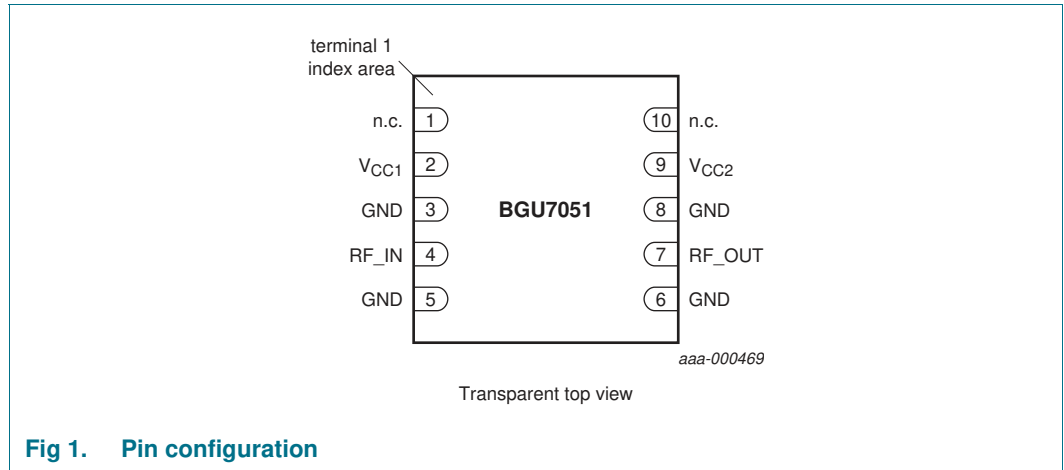 terminal 1
index area
n.c. 1 10 n.c.
VCC1 2 9 VCC2
GND 3 BGU7051 8 GND
RF_IN 4 7 RF_OUT
GND 5 6 GND
aaa-000469
Transparent top view
Fig 1. Pin configuration